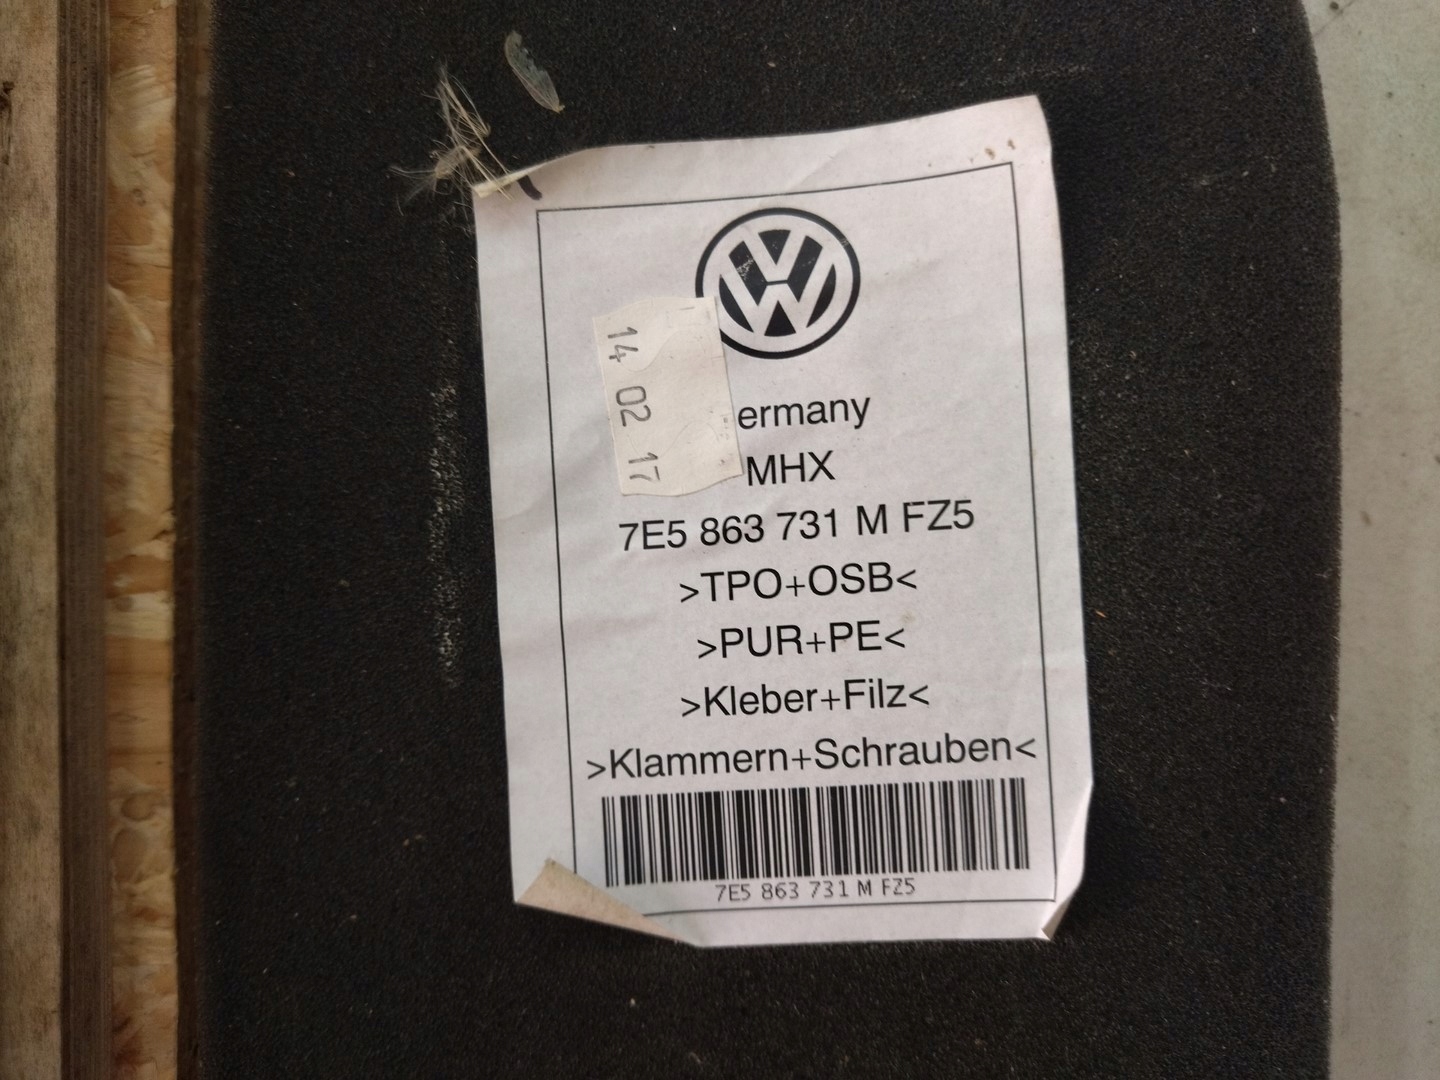 14 02 17
ermany
MHX
7E5 863 731 M FZ5
>TPO+OSB<
>PUR+PE<
>Kleber+Filz<
>Klammern+Schrauben<
7E5 863 731 M FZ5